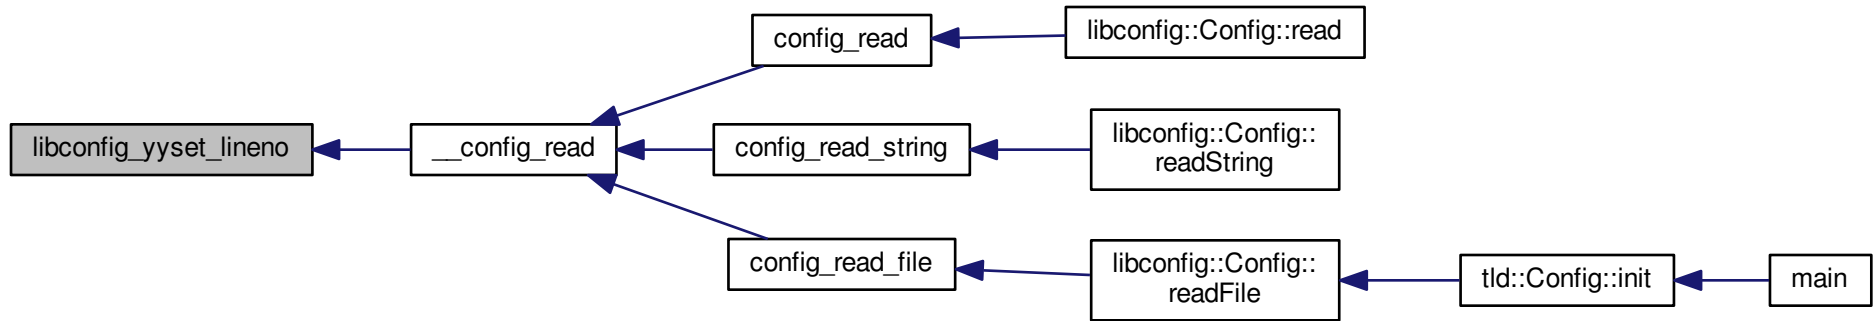 libconfig_yyset_lineno
__config_read
config_read
libconfig::Config::read
config_read_string
libconfig::Config::
readString
config_read_file
libconfig::Config::
readFile
tld::Config::init
main